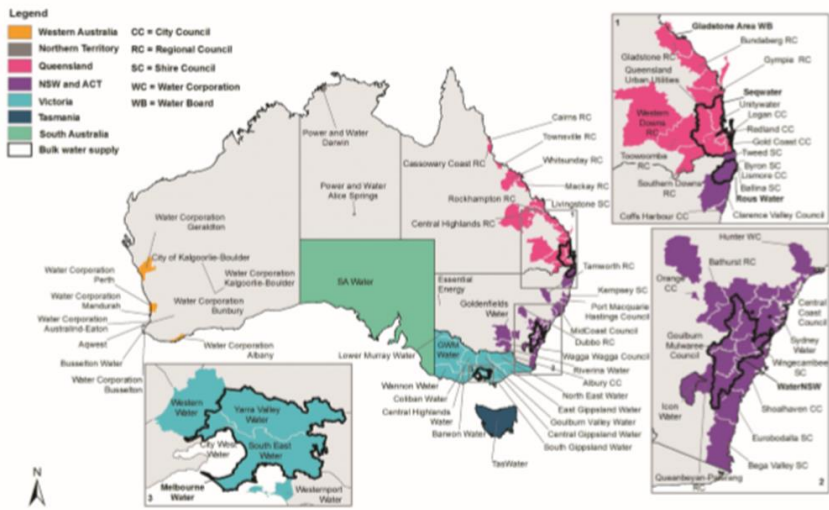 Legend
Western Australia
Northern Territory
Queensland
NSW and ACT
Victoria
Tasmania
South Australia
Bulk water supply
CC = City Council
RC = Regional Council
SC = Shire Council
WC = Water Corporation
WB = Water Board
Power and Water
Darwin
Power and Water
Alice Springs
Water Corporation
Geraldton
City of Kalgoorlie-Boulder
Water Corporation
Kalgoorlie-Boulder
Water Corporation
Perth
Water Corporation
Mandurah
Water Corporation
Bunbury
Water Corporation
Australind-Eaton
Aqwest
Busselton Water
Water Corporation
Busselton
Water Corporation
Albany
SA Water
Cairns RC
Townsville RC
Cassowary Coast RC
Whitsunday RC
Mackay RC
Rockhampton RC
Livingstone SC
Central Highlands RC
Tamworth RC
Essential
Energy
Kempsey SC
Goldenfields
Water
Port Macquarie
Hastings Council
MidCoast Council
Dubbo RC
Lower Murray Water
GWM
Water
Wagga Wagga Council
Riverina Water
Albury CC
North East Water
East Gippsland Water
Goulburn Valley Water
Central Gippsland Water
South Gippsland Water
Wannon Water
Coliban Water
Central Highlands
Water
Barwon Water
TasWater
1
Gladstone Area WB
Bundaberg RC
Gladstone RC
Gympie RC
Queensland
Urban Utilities
Seqwater
Unitywater
Logan CC
Western
Downs
RC
Redland CC
Gold Coast CC
Toowoomba
RC
Tweed SC
Byron SC
Lismore CC
Southern Downs
RC
Ballina SC
Rous Water
Coffs Harbour CC
Clarence Valley Council
Hunter WC
Bathurst RC
Orange
CC
Central
Coast
Council
Goulburn
Mulwaree
Council
Sydney
Water
Wingecarribee
SC
WaterNSW
Icon
Water
Shoalhaven CC
Eurobodalla SC
Bega Valley SC
Queanbeyan-Palerang
RC
2
Western
Water
Yarra Valley
Water
City West
Water
South East
Water
Melbourne
Water
Westernport
Water
3
N